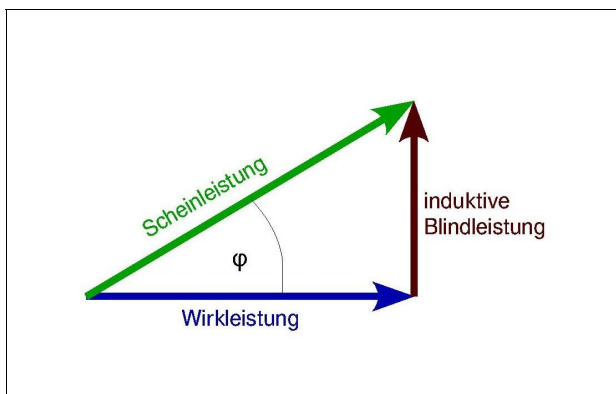 Scheinleistung
induktive
Blindleistung
φ
Wirkleistung